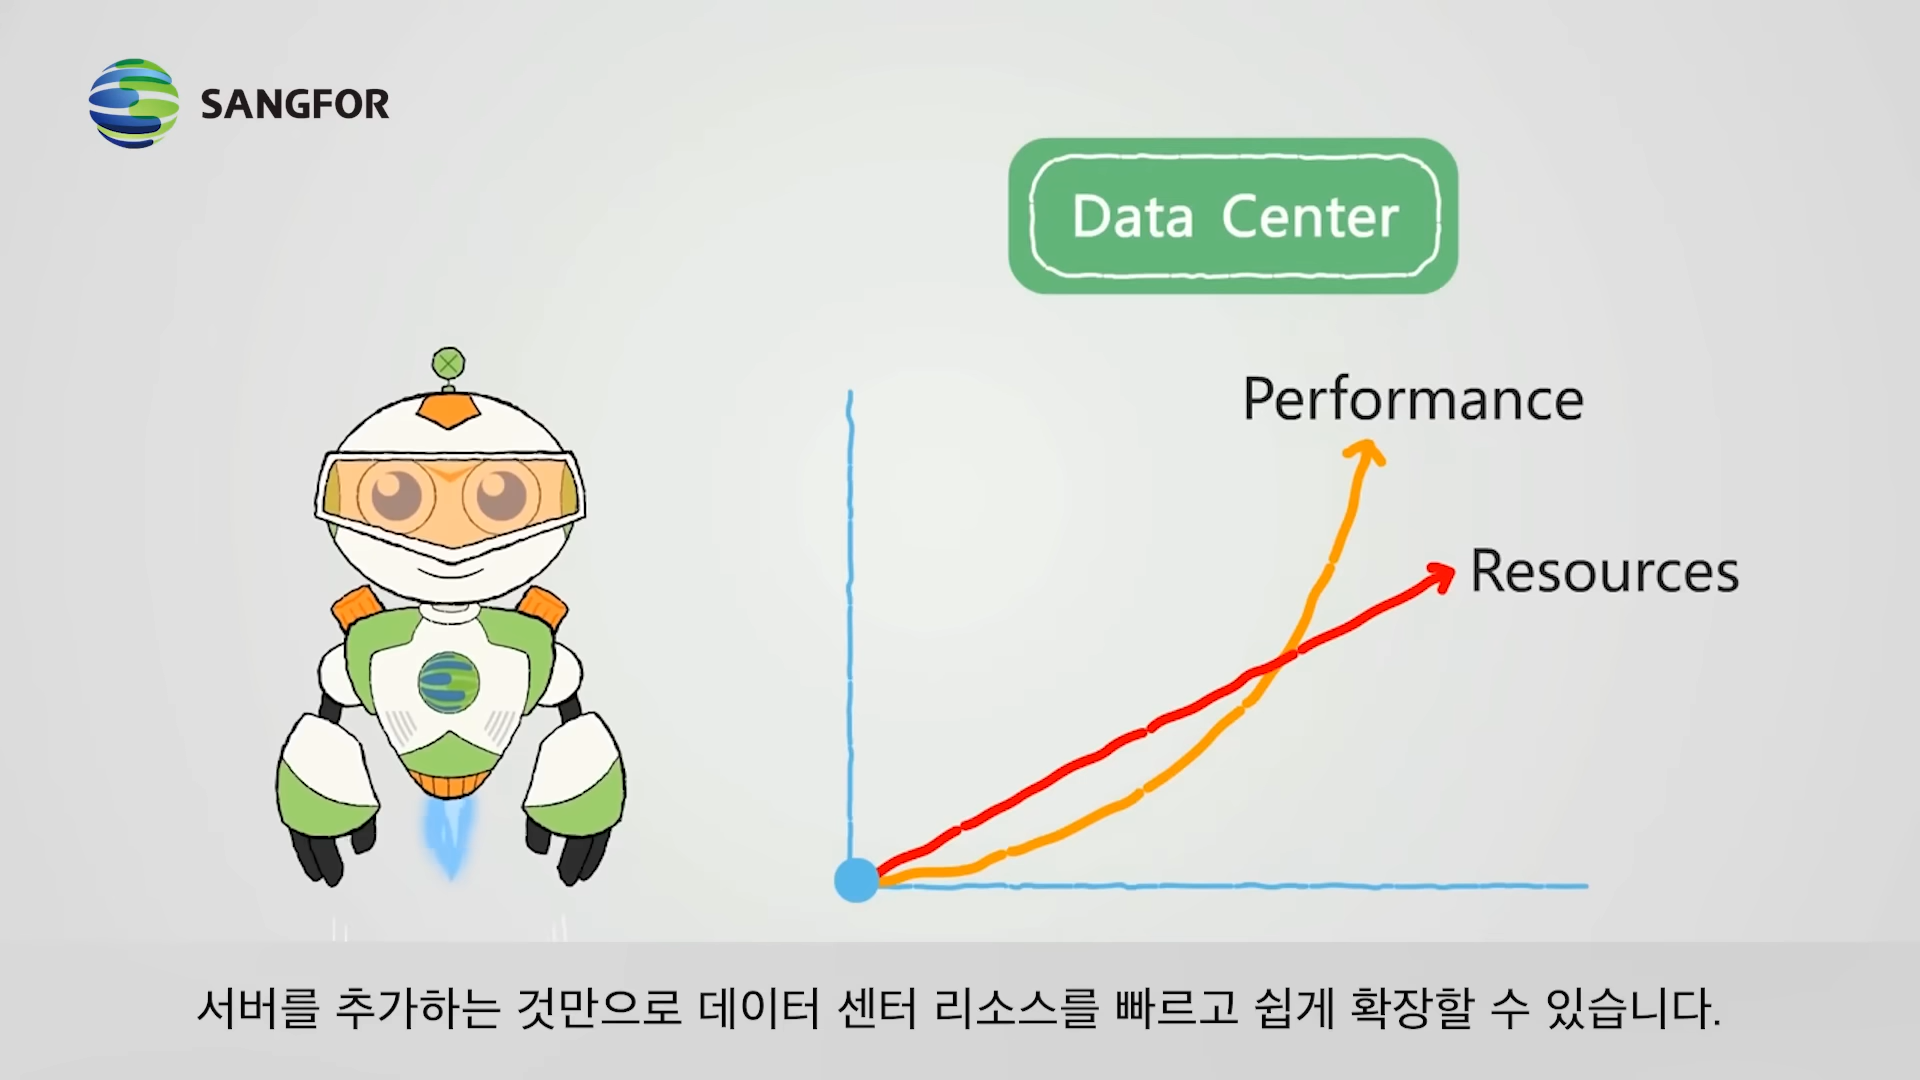 SANGFOR
Data Center
Performance
Resources
서버를 추가하는 것만으로 데이터 센터 리소스를 빠르고 쉽게 확장할 수 있습니다.